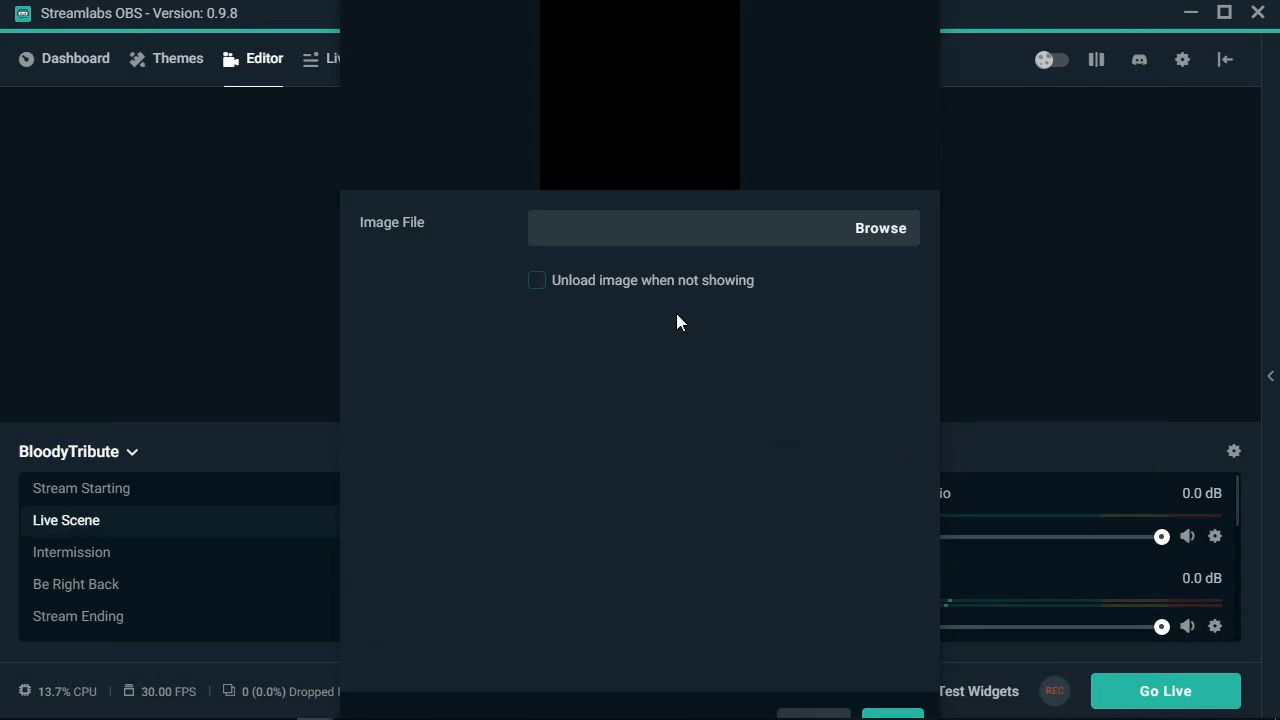 Streamlabs OBS - Version: 0.9.8
Dashboard Themes Editor
Image File
Browse
Unload image when not showing
BloodyTribute
Stream Starting
Live Scene
Intermission
Be Right Back
Stream Ending
0.0 dB
0.0 dB
13.7% CPU | 30.00 FPS | 0 (0.0%) Dropped
Test Widgets
REC
Go Live